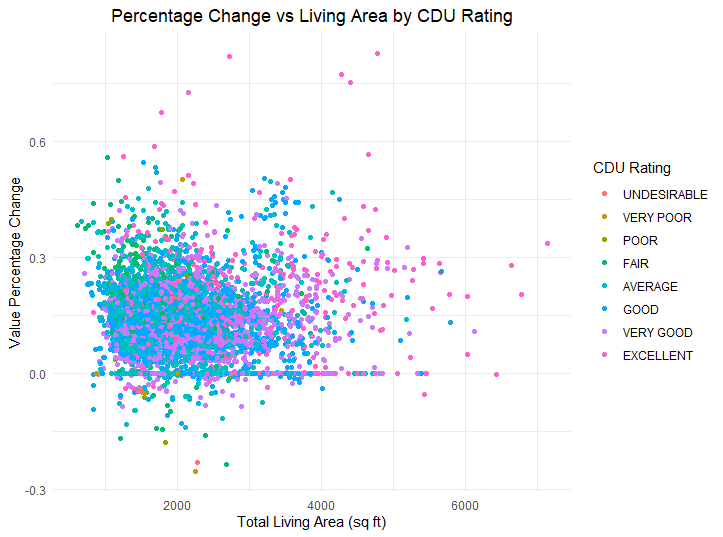 Percentage Change vs Living Area by CDU Rating
Value Percentage Change
0.6
0.3
0.0
-0.3
2000
4000
6000
Total Living Area (sq ft)
CDU Rating
UNDESIRABLE
VERY POOR
POOR
FAIR
AVERAGE
GOOD
VERY GOOD
EXCELLENT